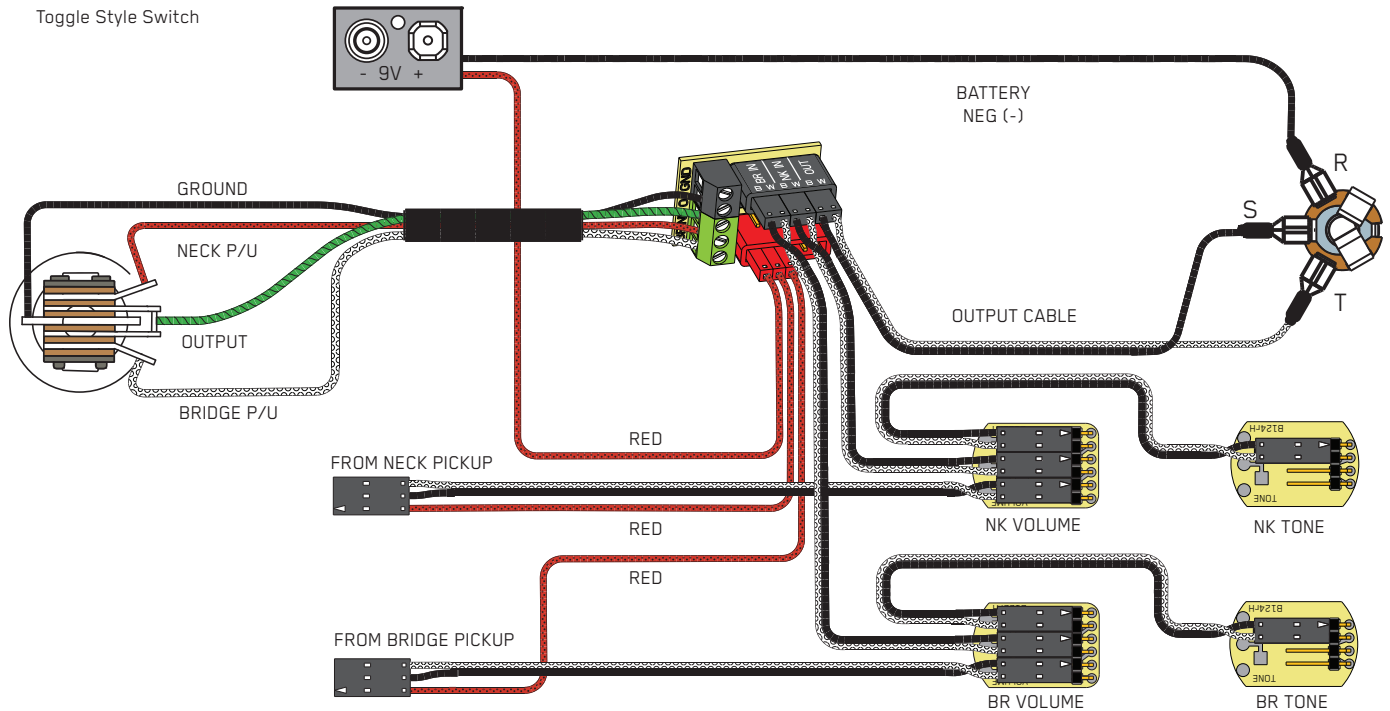 Toggle Style Switch
- 9V +
BATTERY
NEG (-)
GROUND
NECK P/U
OUTPUT
BRIDGE P/U
GND
BR IN
NK IN
OUT
B W B W B W
R
S
T
OUTPUT CABLE
RED
FROM NECK PICKUP
RED
RED
FROM BRIDGE PICKUP
NK VOLUME
B124rH
TONE
NK TONE
BR VOLUME
B124rH
TONE
BR TONE